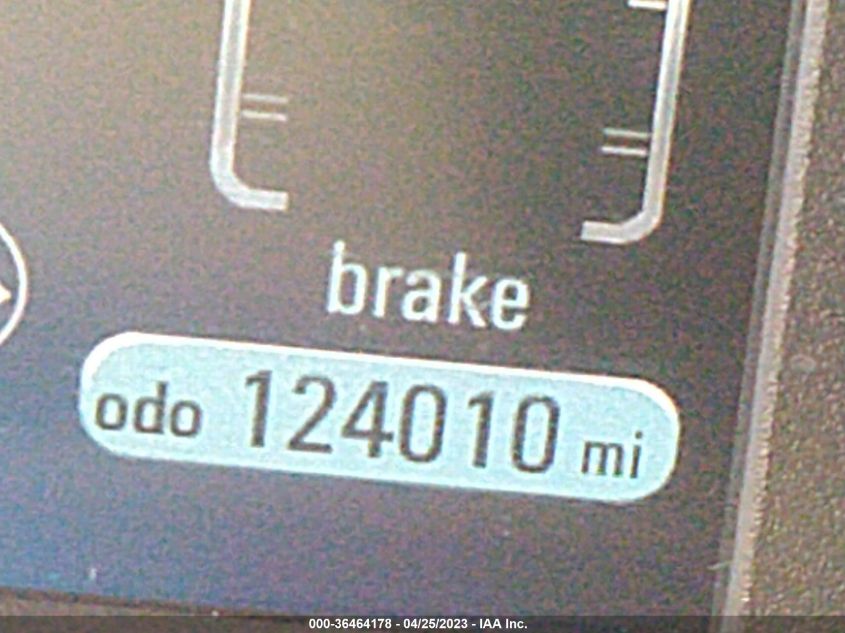 brake
odo 124010 mi
000-36464178 - 04/25/2023 - IAA Inc.